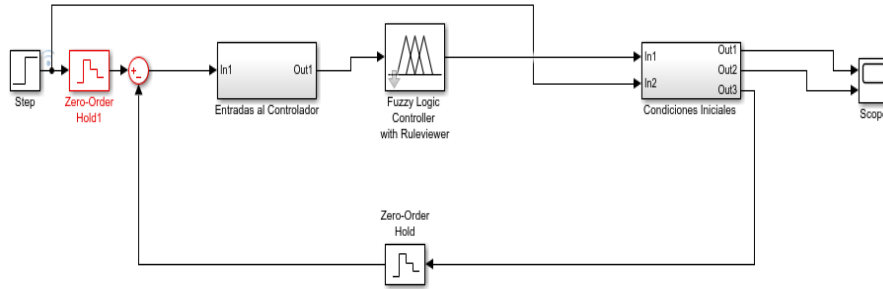 Step
Zero-Order
Hold1
+
-
In1
Out1
Entradas al Controlador
Fuzzy Logic
Controller
with Ruleviewer
In1
In2
Out1
Out2
Out3
Condiciones Iniciales
Scope
Zero-Order
Hold